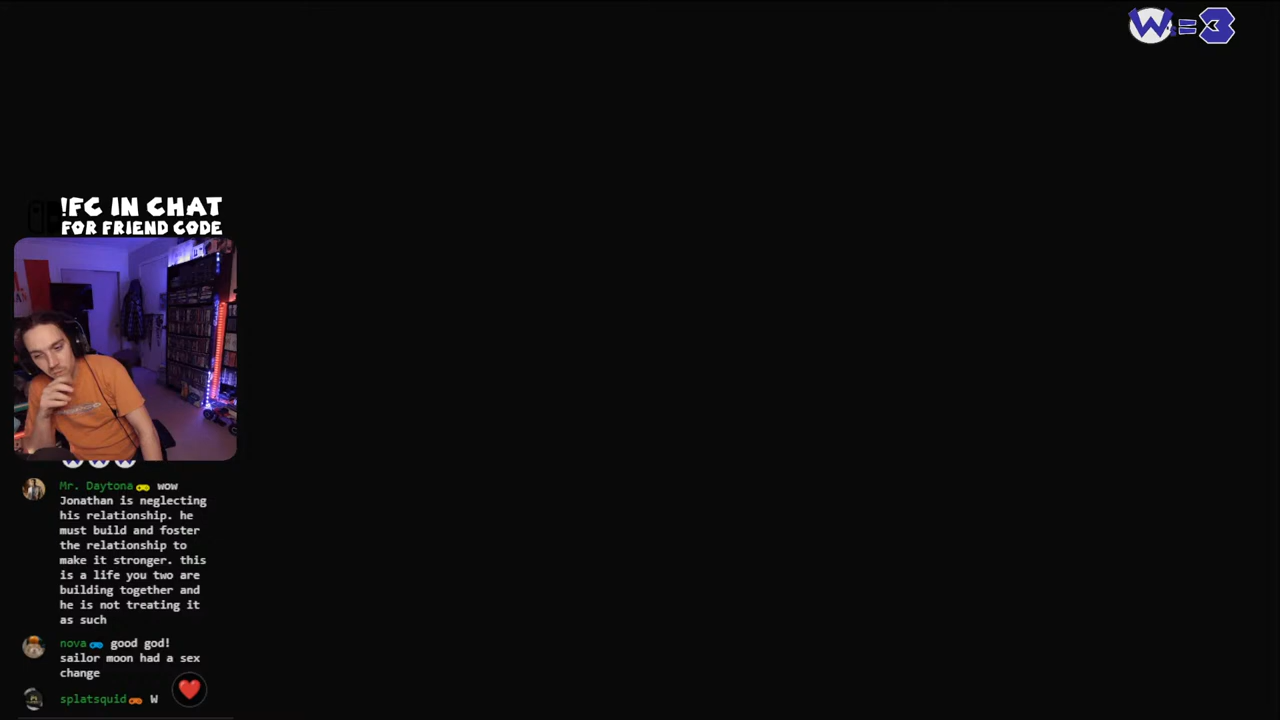 W=3
!FC IN CHAT
FOR FRIEND CODE
W W W
Mr. Daytona wow
Jonathan is neglecting
his relationship. he
must build and foster
the relationship to
make it stronger. this
is a life you two are
building together and
he is not treating it
as such
nova good god!
sailor moon had a sex
change
splatsquid W